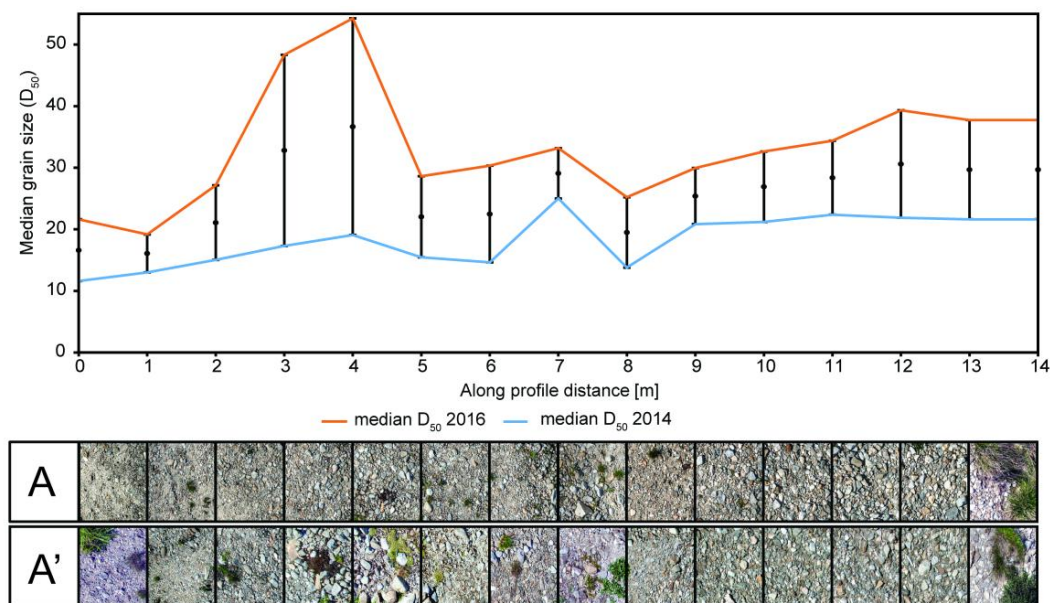 Median grain size (D50)
50
40
30
20
10
0
0 1 2 3 4 5 6 7 8 9 10 11 12 13 14
Along profile distance [m]
median D50 2016 median D50 2014
A
A'